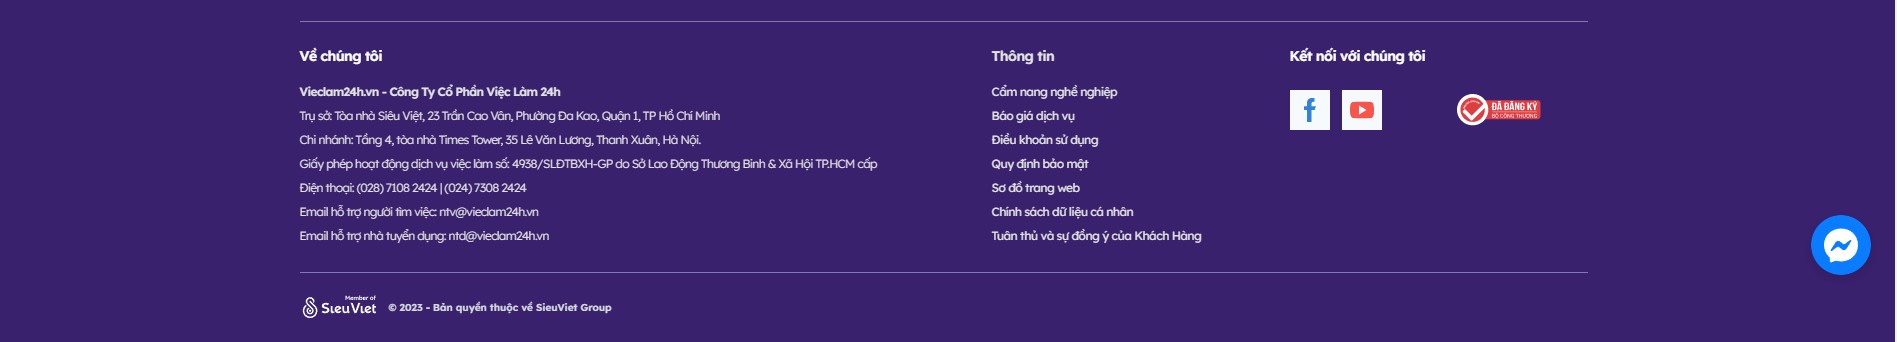 Về chúng tôi
Vieclam24h.vn - Công Ty Cổ Phần Việc Làm 24h
Trụ sở: Tòa nhà Siêu Việt, 23 Trần Cao Vân, Phường Đa Kao, Quận 1, TP Hồ Chí Minh
Chi nhánh: Tầng 4, tòa nhà Times Tower, 35 Lê Văn Lương, Thanh Xuân, Hà Nội.
Giấy phép hoạt động dịch vụ việc làm số: 4938/SLĐTBXH-GP do Sở Lao Động Thương Binh & Xã Hội TP.HCM cấp
Điện thoại: (028) 7108 2424 | (024) 7308 2424
Email hỗ trợ người tìm việc: ntv@vieclam24h.vn
Email hỗ trợ nhà tuyển dụng: ntd@vieclam24h.vn
Thông tin
Cẩm nang nghề nghiệp
Báo giá dịch vụ
Điều khoản sử dụng
Quy định bảo mật
Sơ đồ trang web
Chính sách dữ liệu cá nhân
Tuân thủ và sự đồng ý của Khách Hàng
Kết nối với chúng tôi
ĐÃ ĐĂNG KÝ
BỘ CÔNG THƯƠNG
Member of
SieuViet
© 2023 - Bản quyền thuộc về SieuViet Group